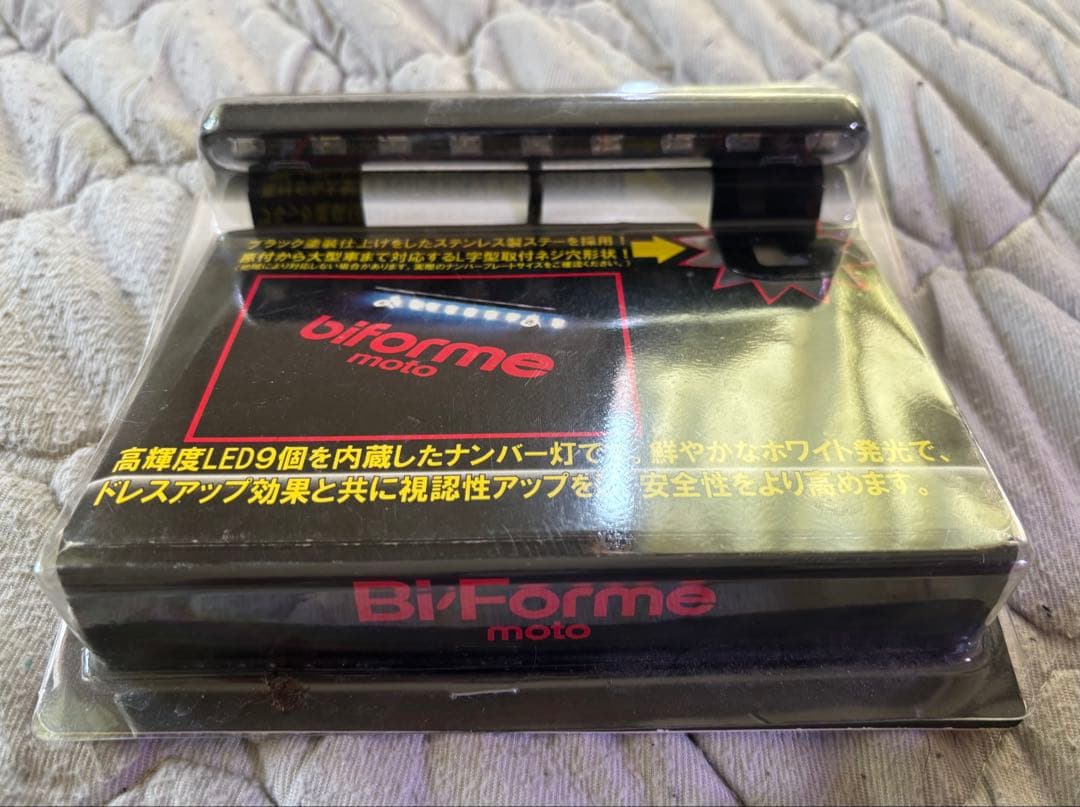 ブラック塗装仕上げをしたステンレス製ステーを採用!
原付から大型車まで対応するL字型取付ネジ穴形状!
biforme
moto
高輝度LED9個を内蔵したナンバー灯で 。鮮やかなホワイト発光で、
ドレスアップ効果と共に視認性アップを 安全性をより高めます。
Bi'Forme
moto